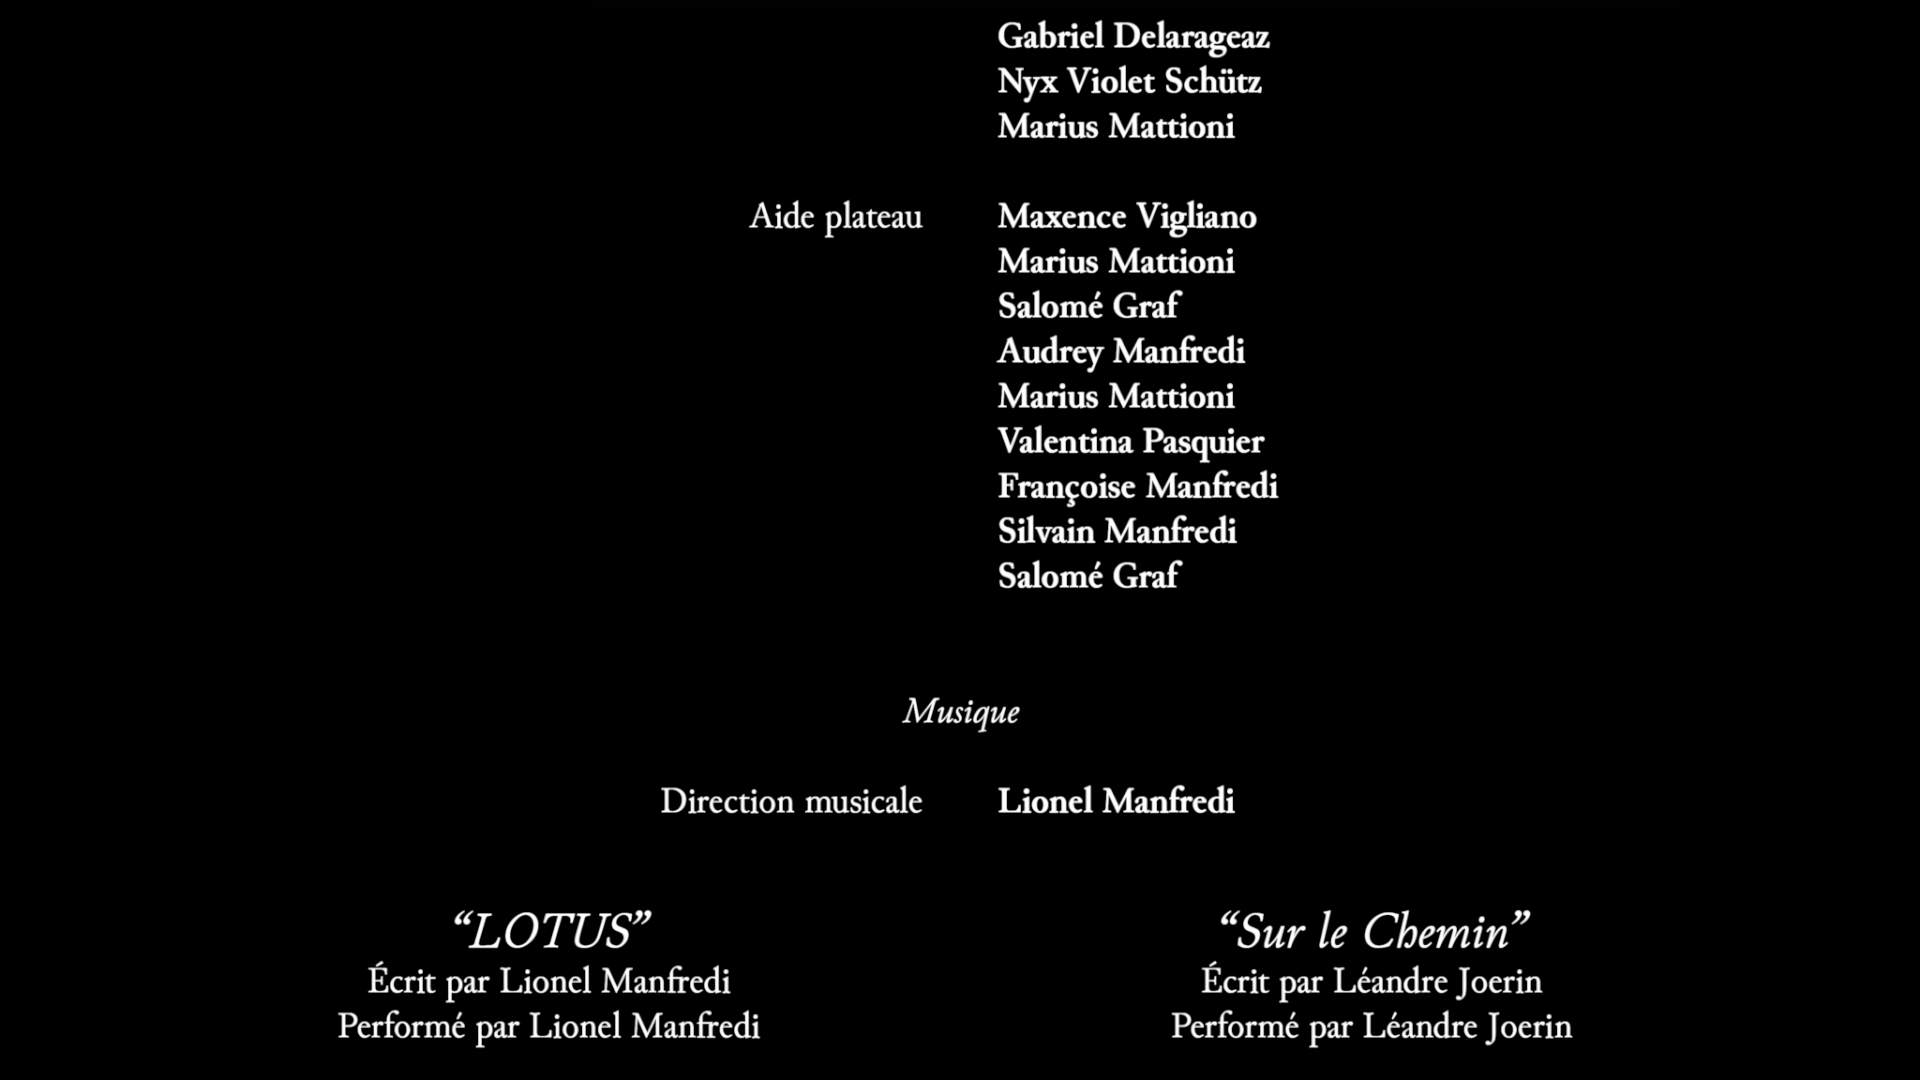 Gabriel Delarageaz
Nyx Violet Schütz
Marius Mattioni
Aide plateau Maxence Vigliano
Marius Mattioni
Salomé Graf
Audrey Manfredi
Marius Mattioni
Valentina Pasquier
Françoise Manfredi
Silvain Manfredi
Salomé Graf
Musique
Direction musicale Lionel Manfredi
“LOTUS”
Écrit par Lionel Manfredi
Performé par Lionel Manfredi
“Sur le Chemin”
Écrit par Léandre Joerin
Performé par Léandre Joerin